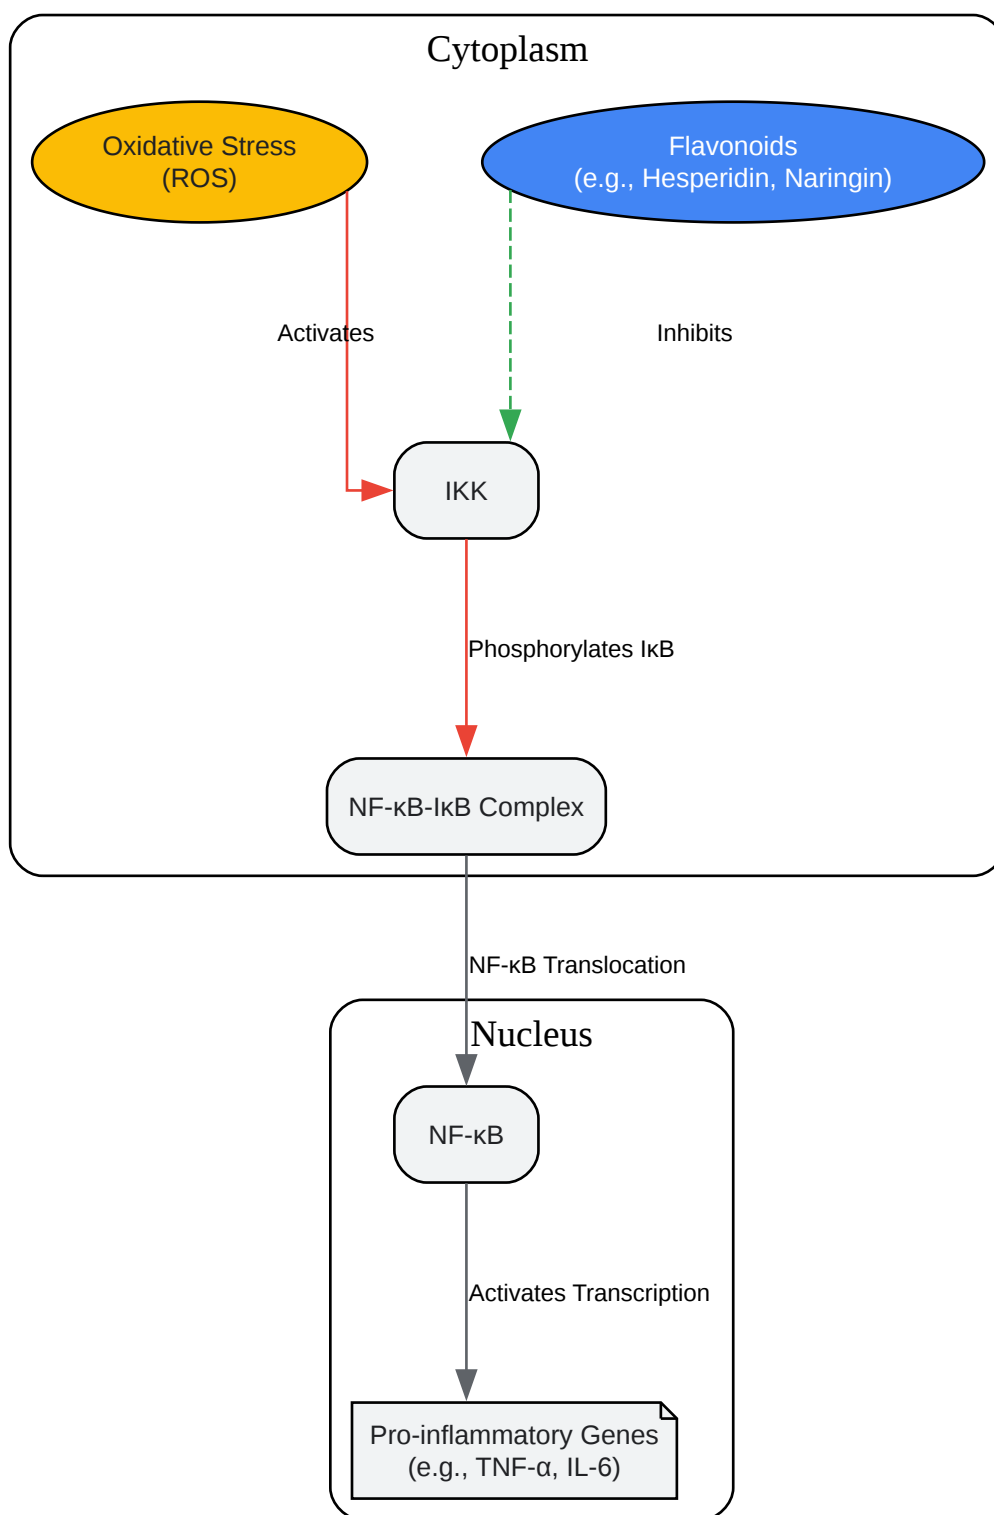 Cytoplasm
Oxidative Stress
(ROS)
Flavonoids
(e.g., Hesperidin, Naringin)
Activates
Inhibits
IKK
Phosphorylates IκB
NF-κB-IκB Complex
NF-κB Translocation
Nucleus
NF-κB
Activates Transcription
Pro-inflammatory Genes
(e.g., TNF-α, IL-6)